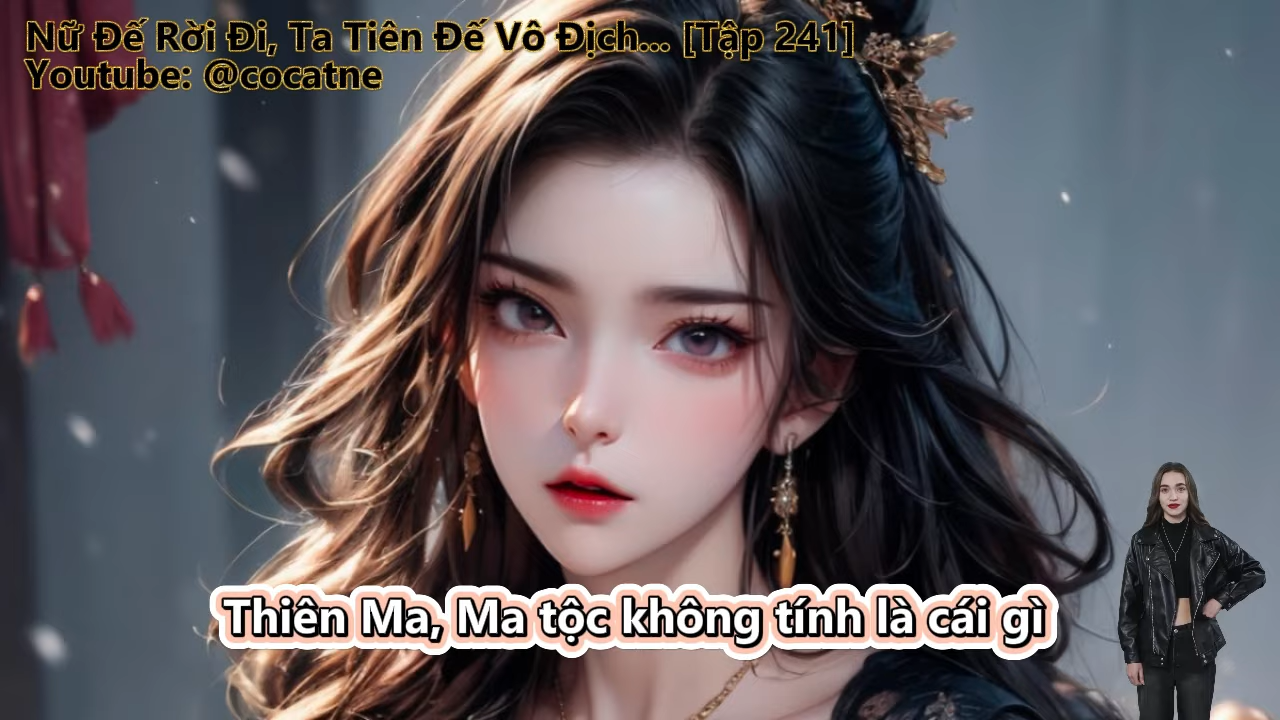 Nữ Đế Rời Đi, Ta Tiên Đế Vô Địch... [Tập 241]
Youtube: @cocatne
Thiên Ma, Ma tộc không tính là cái gì